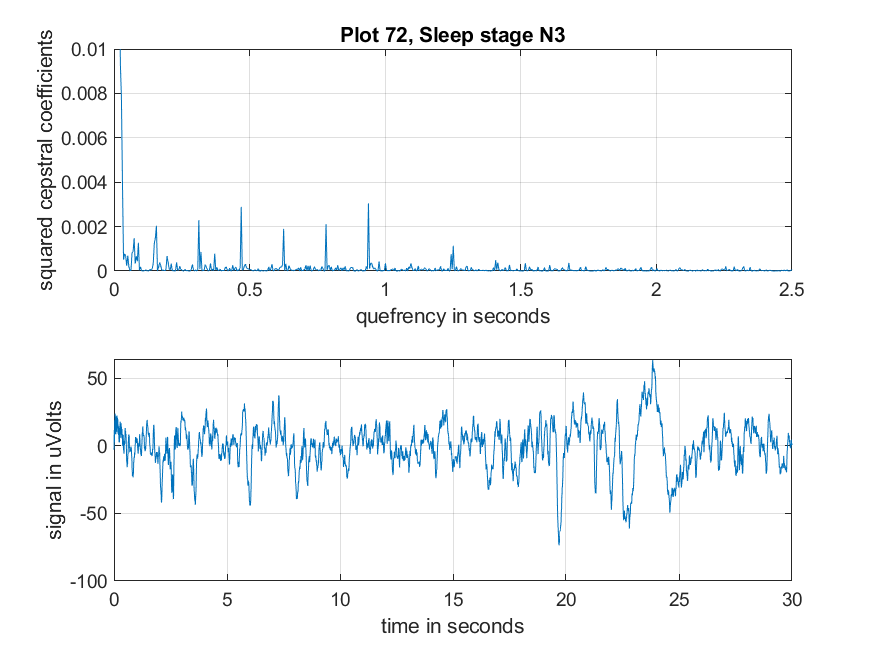 Plot 72, Sleep stage N3
squared cepstral coefficients
0.01
0.008
0.006
0.004
0.002
0
0 0.5 1 1.5 2 2.5
quefrency in seconds
signal in uVolts
50
0
-50
-100
0 5 10 15 20 25 30
time in seconds